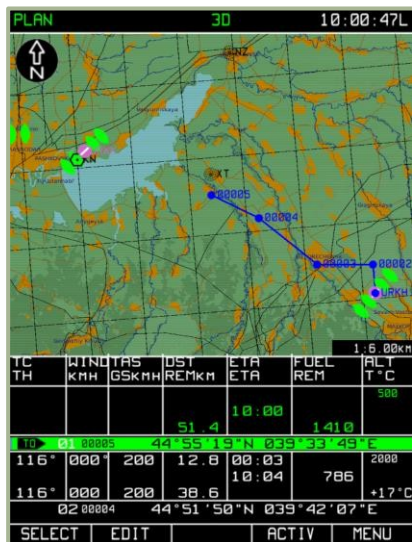 PLAN 3D 10:00:47L
N
NZ
KN
XT
00005
00004
00003
00002
URKH
1:6.00KM
TC WIND TAS DST ETA FUEL ALT
TH KMH GSKMH REMKM ETA REM T°C
500
10:00
51.4 1410
TO 01 00005 44°55'19"N 039°33'49"E
116° 000° 200 12.8 00:03 2000
10:04 786
116° 000 200 38.6 +17°C
02 00004 44°51'50"N 039°42'07"E
SELECT EDIT ACTIV MENU